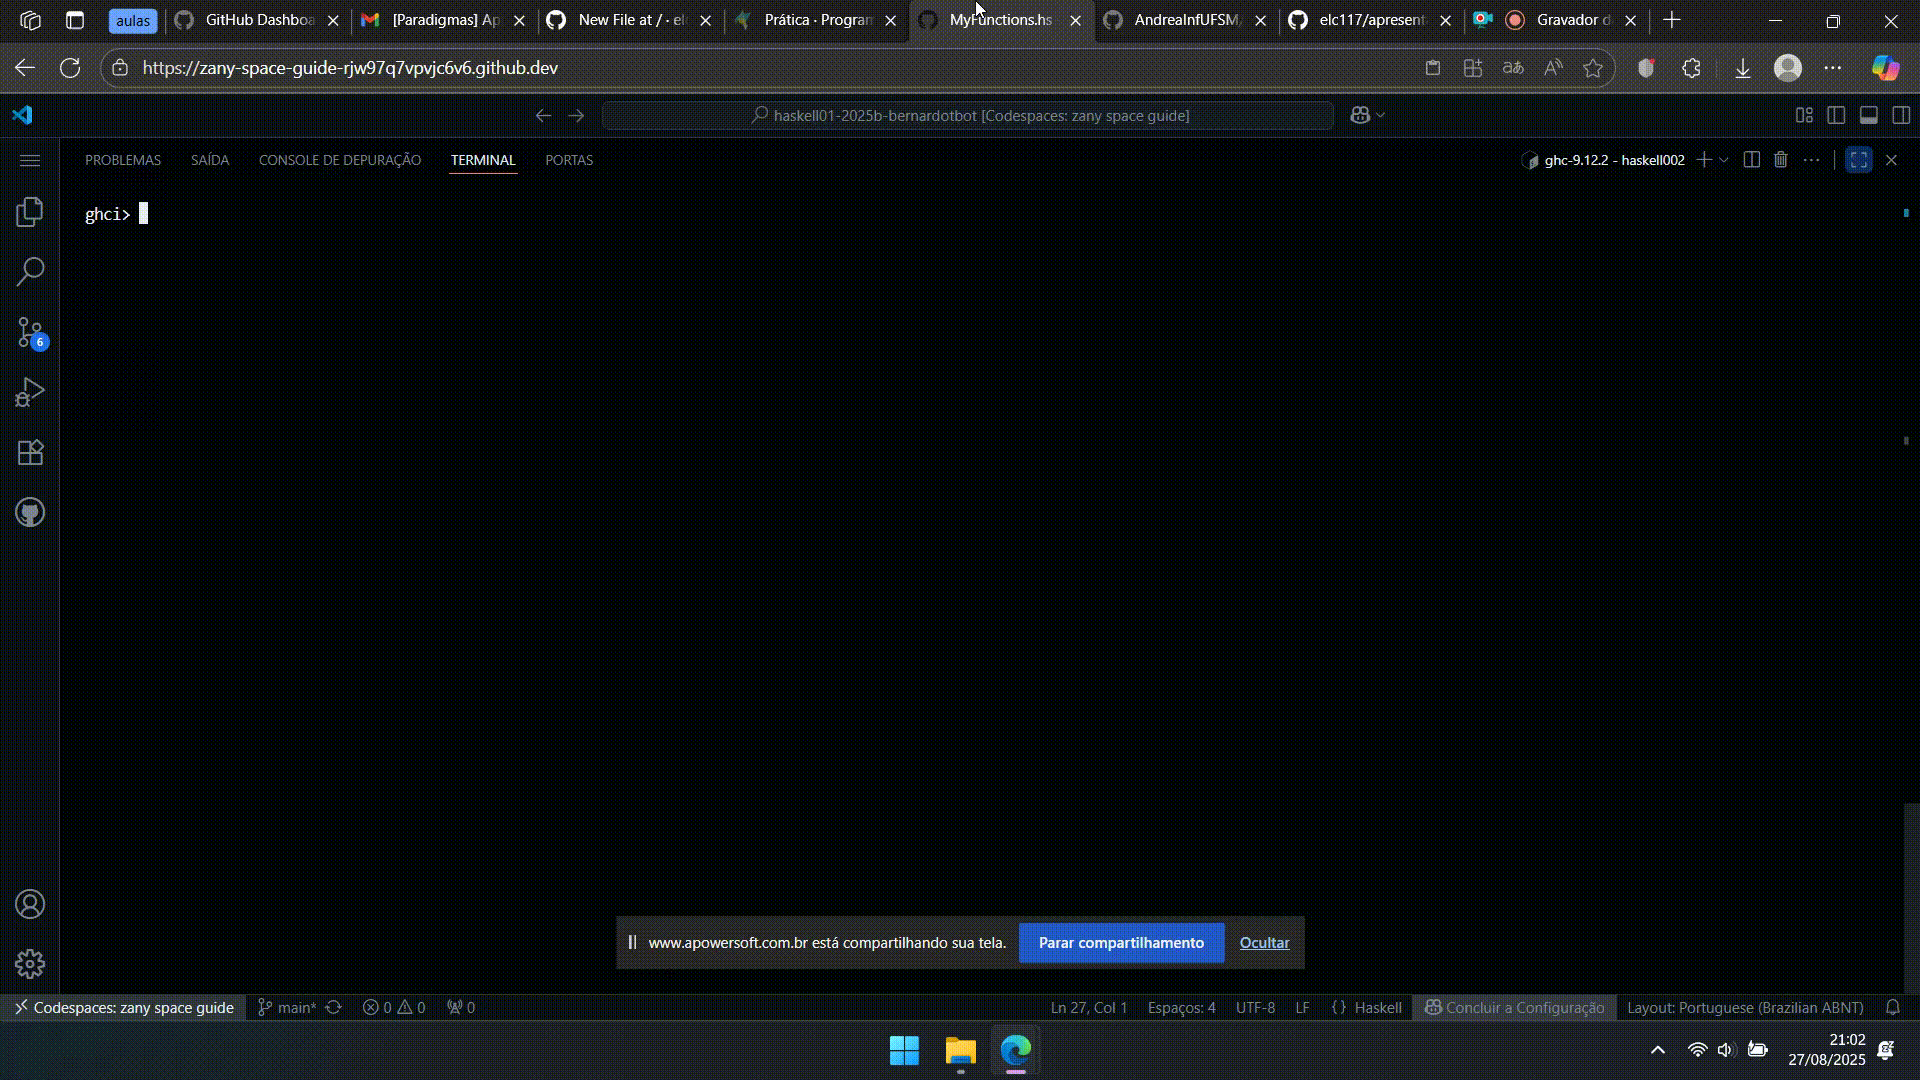 aulas
GitHub Dashboa
[Paradigmas] Ap
New File at / · el
Prática · Program
MyFunctions.hs
AndreaInfUFSM/
elc117/apresent
Gravador d
https://zany-space-guide-rjw97q7vpvjc6v6.github.dev
haskell01-2025b-bernardotbot [Codespaces: zany space guide]
PROBLEMAS SAÍDA CONSOLE DE DEPURAÇÃO TERMINAL PORTAS
ghc-9.12.2 - haskell002
ghci>
6
www.apowersoft.com.br está compartilhando sua tela. Parar compartilhamento Ocultar
Codespaces: zany space guide main* 0 0 0 Ln 27, Col 1 Espaços: 4 UTF-8 LF {} Haskell Concluir a Configuração Layout: Portuguese (Brazilian ABNT)
21:02
27/08/2025